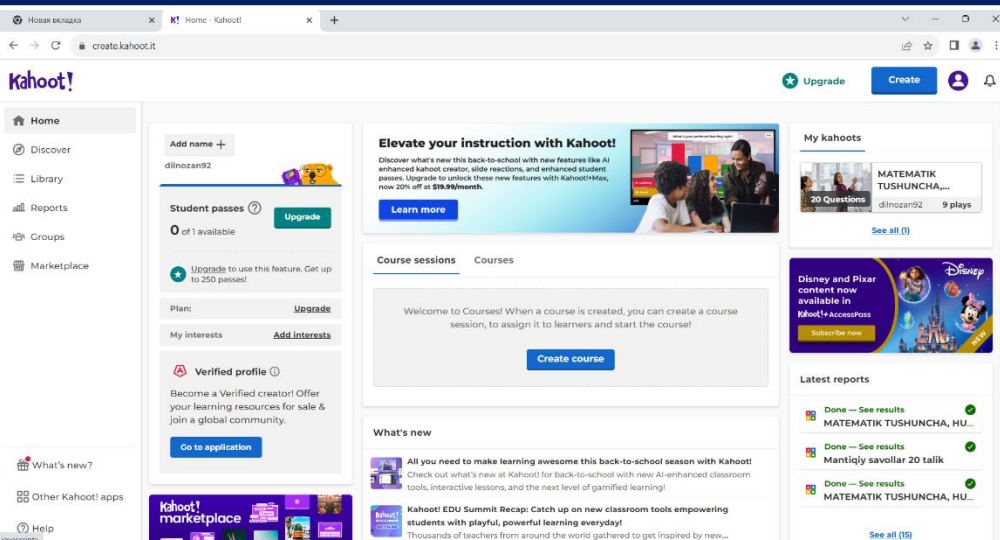 Новая вкладка
K! Home - Kahoot!
create.kahoot.it
Kahoot!
Upgrade
Create
Home
Discover
Library
Reports
Groups
Marketplace
What's new?
Other Kahoot! apps
Help
Add name +
dilnozan92
Student passes
Upgrade
0 of 1 available
Upgrade to use this feature. Get up
to 250 passes!
Plan: Upgrade
My interests Add interests
Verified profile
Become a Verified creator! Offer
your learning resources for sale &
join a global community.
Go to application
Kahoot!
marketplace
Elevate your instruction with Kahoot!
Discover what's new this back-to-school with new features like AI
enhanced kahoot creator, slide reactions, and enhanced student
passes. Upgrade to unlock these new features with Kahoot!+Max,
now 20% off at $19.99/month.
Learn more
Course sessions Courses
Welcome to Courses! When a course is created, you can create a course
session, to assign it to learners and start the course!
Create course
What's new
All you need to make learning awesome this back-to-school season with Kahoot!
Check out what's new at Kahoot! for back-to-school with new AI-enhanced classroom
tools, interactive lessons, and the next level of gamified learning!
Kahoot! EDU Summit Recap: Catch up on new classroom tools empowering
students with playful, powerful learning everyday!
Thousands of teachers from around the world gathered to get inspired by new...
My kahoots
20 Questions
MATEMATIK
TUSHUNCHA,...
dilnozan92 9 plays
See all (1)
Disney
Disney and Pixar
content now
available in
Kahoot!+AccessPass
Subscribe now
NEW
Latest reports
Done — See results
MATEMATIK TUSHUNCHA, HU...
Done — See results
Mantiqiy savollar 20 talik
Done — See results
MATEMATIK TUSHUNCHA, HU...
See all (15)